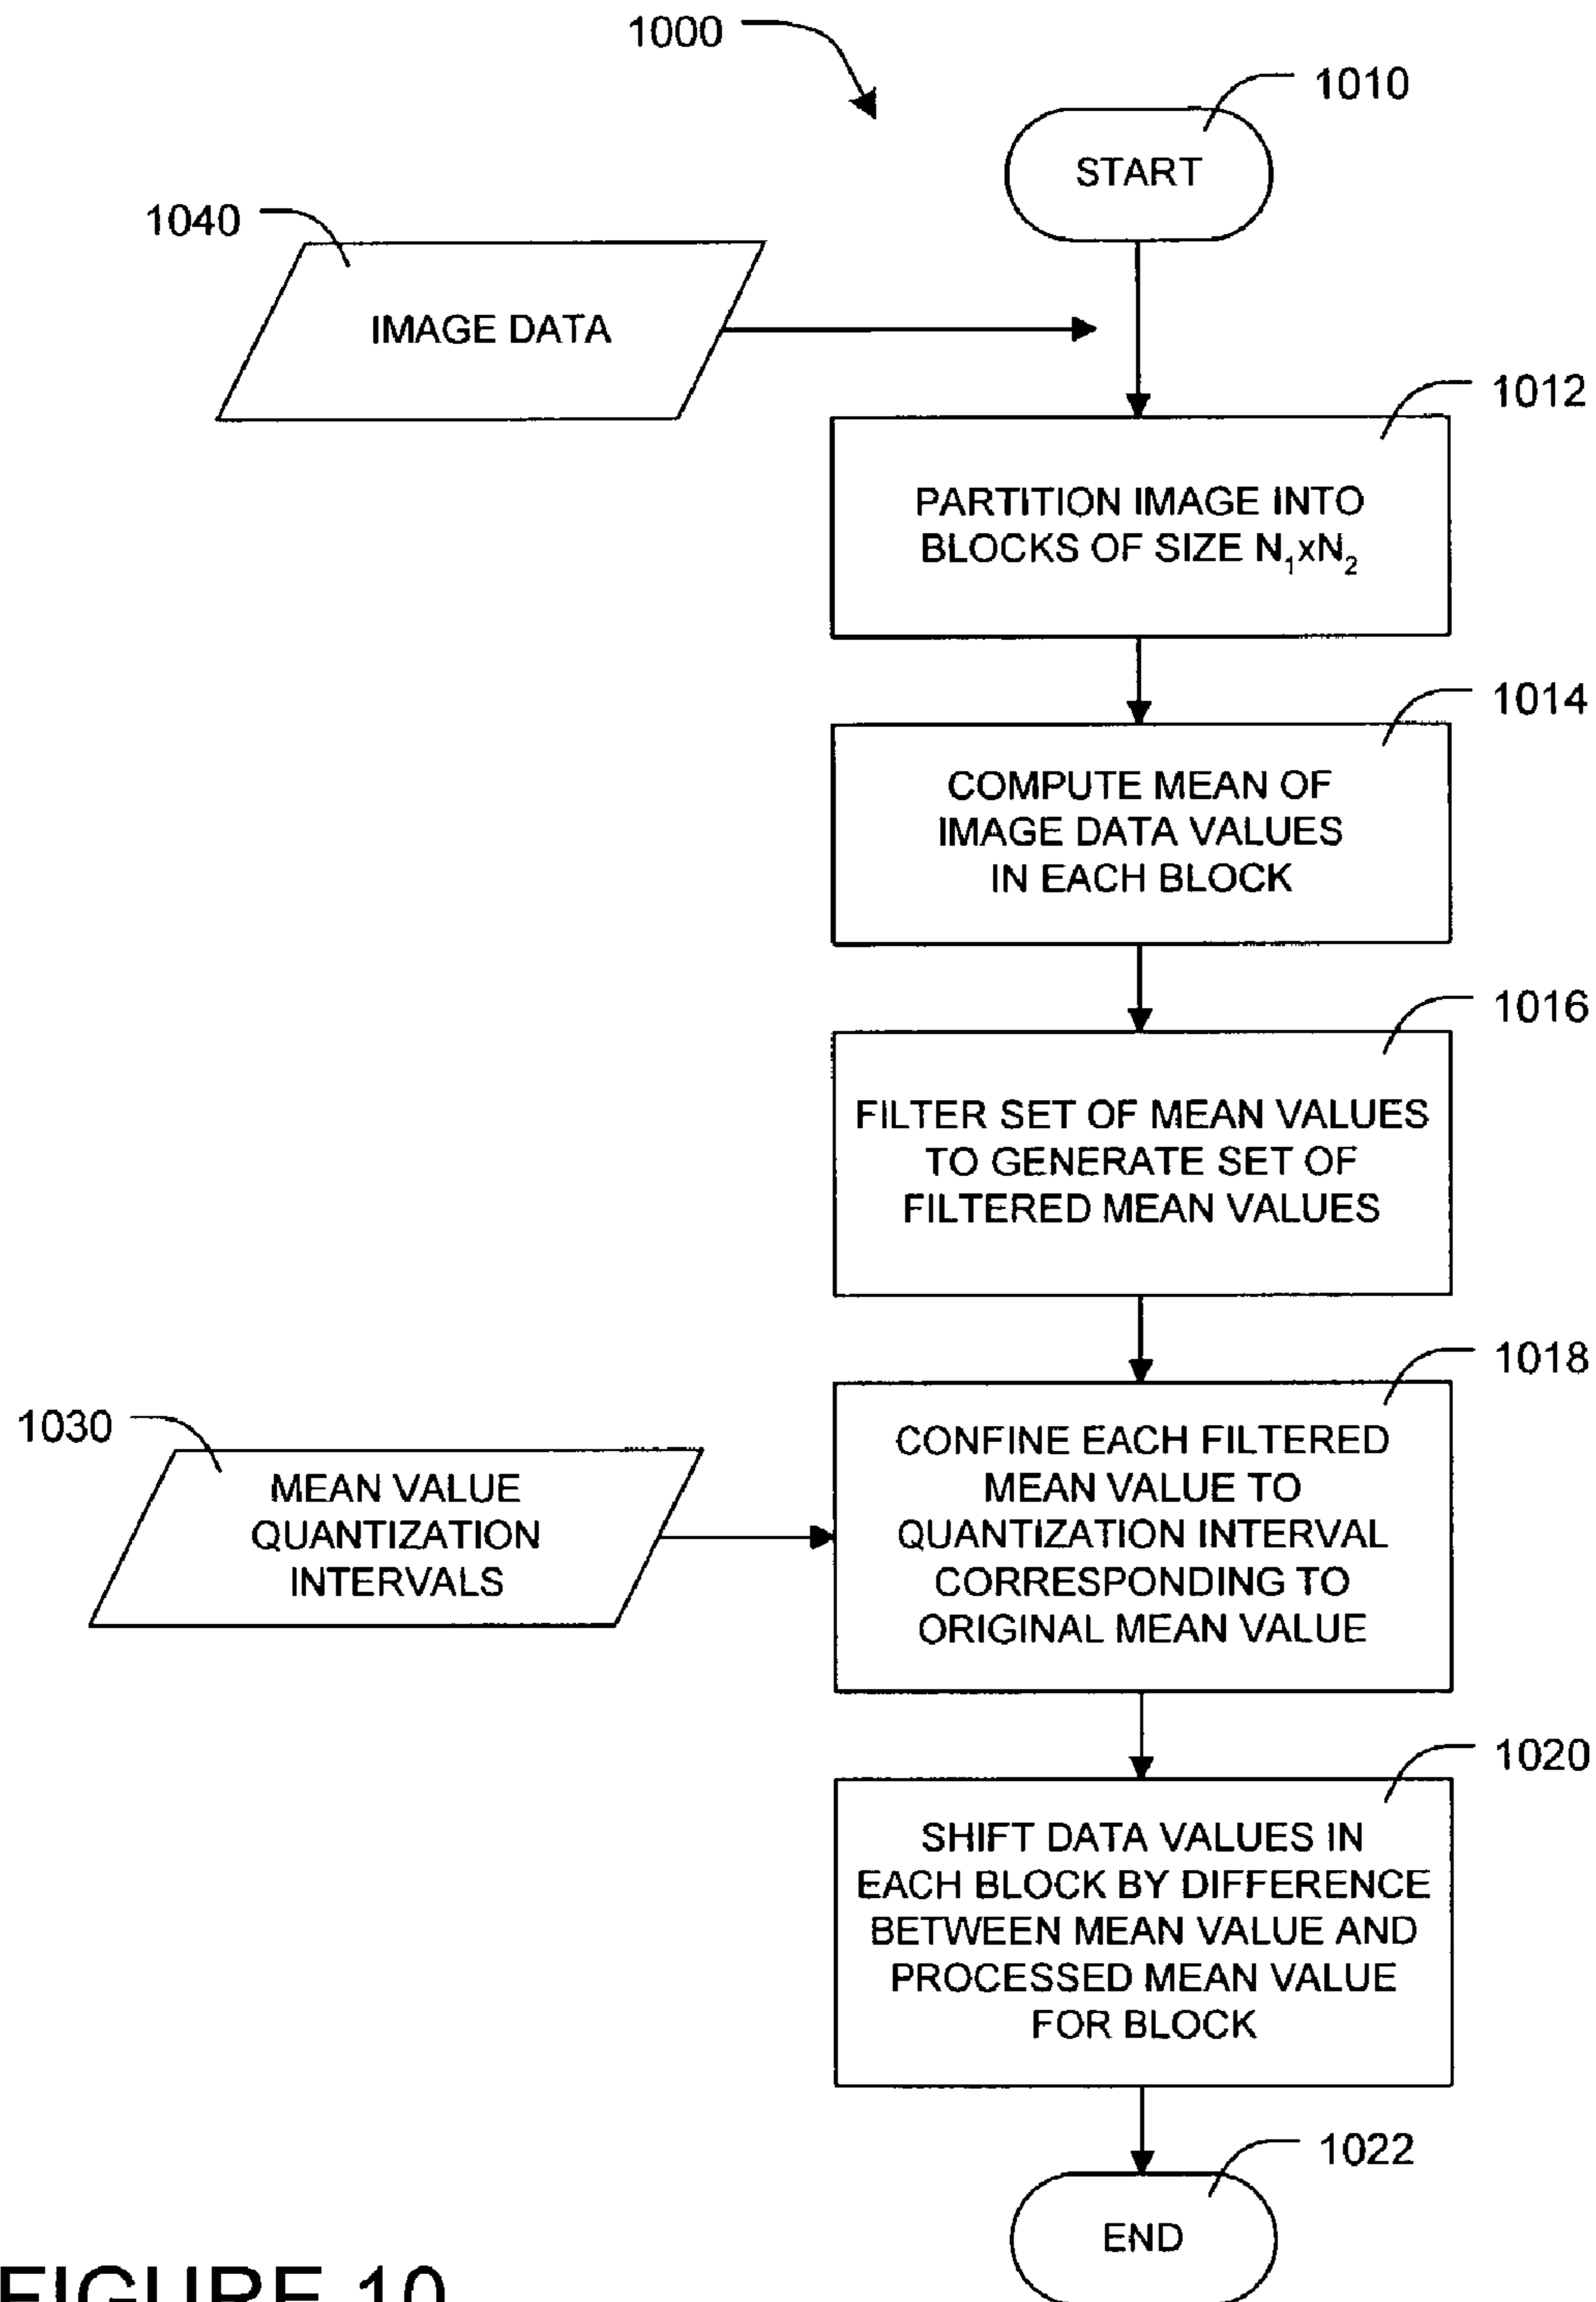 1000
1010
START
1040
IMAGE DATA
1012
PARTITION IMAGE INTO
BLOCKS OF SIZE N₁xN₂
1014
COMPUTE MEAN OF
IMAGE DATA VALUES
IN EACH BLOCK
1016
FILTER SET OF MEAN VALUES
TO GENERATE SET OF
FILTERED MEAN VALUES
1018
CONFINE EACH FILTERED
MEAN VALUE TO
QUANTIZATION INTERVAL
CORRESPONDING TO
ORIGINAL MEAN VALUE
1030
MEAN VALUE
QUANTIZATION
INTERVALS
1020
SHIFT DATA VALUES IN
EACH BLOCK BY DIFFERENCE
BETWEEN MEAN VALUE AND
PROCESSED MEAN VALUE
FOR BLOCK
1022
END
FIGURE 10